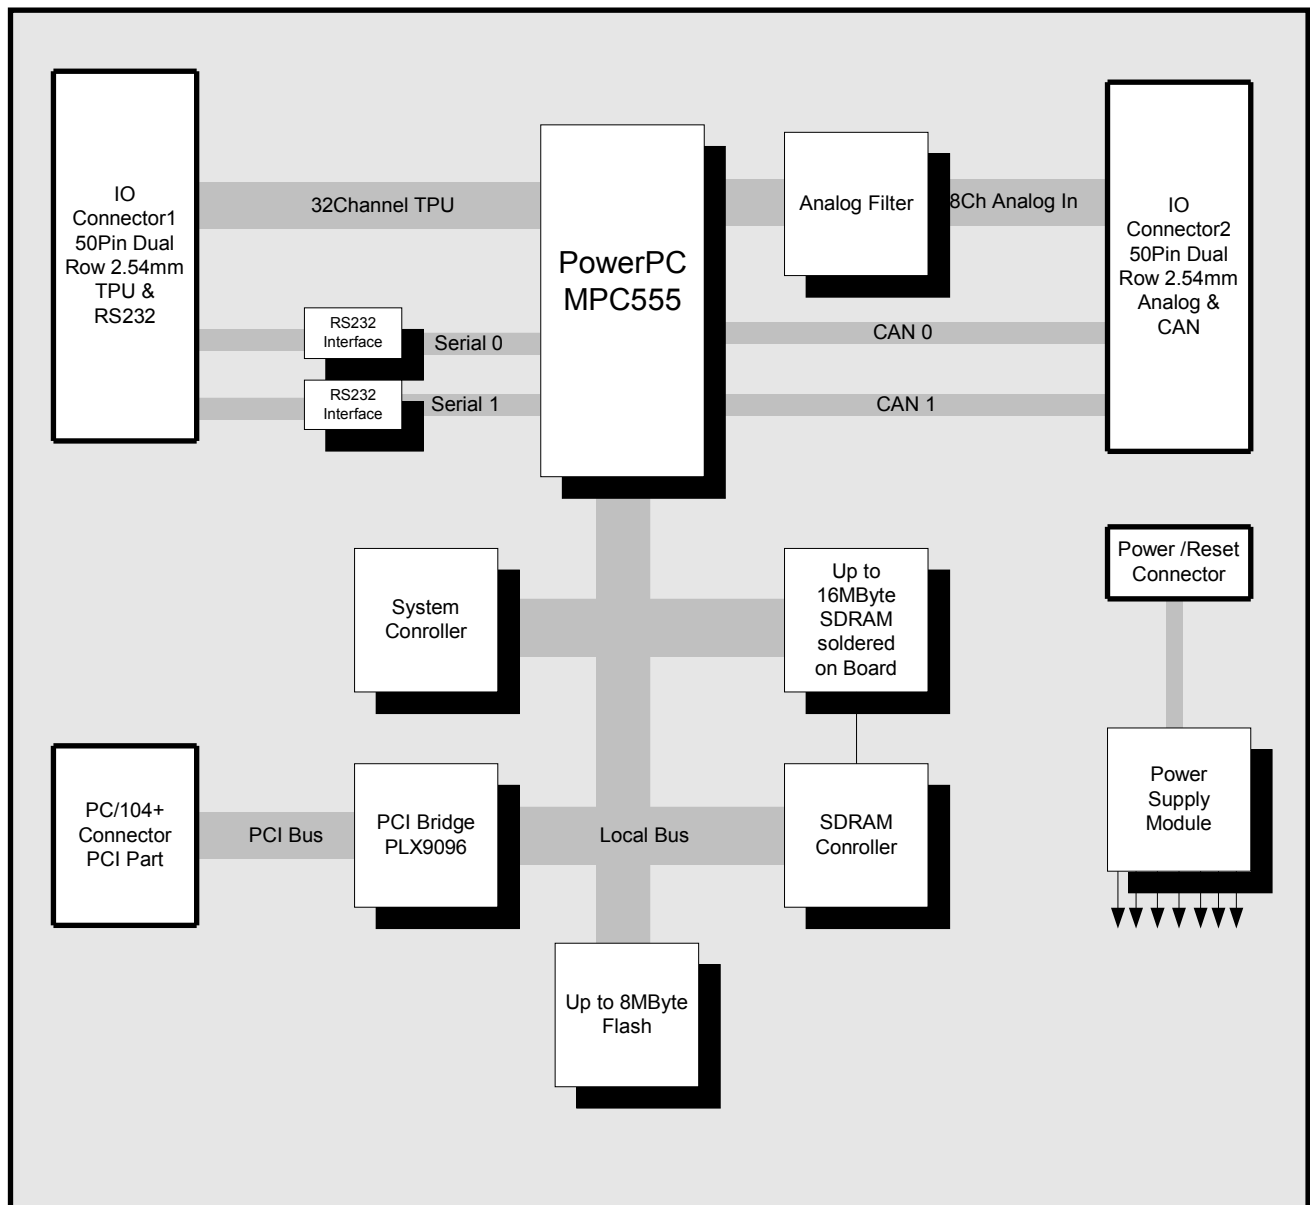 IO
Connector1
50Pin Dual
Row 2.54mm
TPU &
RS232
32Channel TPU
RS232
Interface
Serial 0
RS232
Interface
Serial 1
PowerPC
MPC555
Analog Filter
8Ch Analog In
CAN 0
CAN 1
IO
Connector2
50Pin Dual
Row 2.54mm
Analog &
CAN
System
Conroller
Up to
16MByte
SDRAM
soldered
on Board
Power /Reset
Connector
PC/104+
Connector
PCI Part
PCI Bus
PCI Bridge
PLX9096
Local Bus
SDRAM
Conroller
Power
Supply
Module
Up to 8MByte
Flash